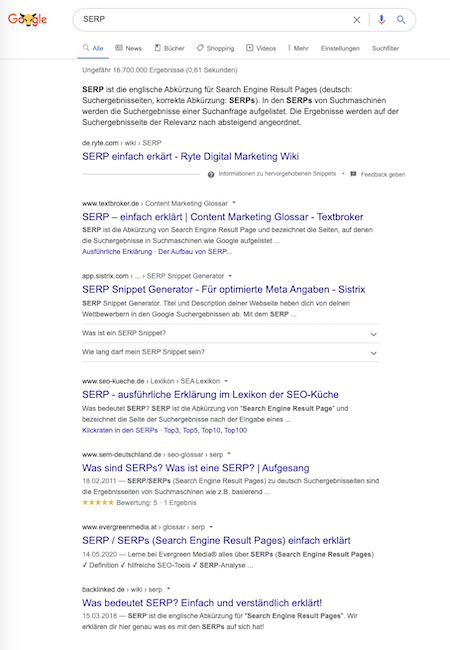 Google
SERP
Alle News Bücher Shopping Videos Mehr Einstellungen Suchfilter
Ungefähr 16.700.000 Ergebnisse (0,61 Sekunden)
SERP ist die englische Abkürzung für Search Engine Result Pages (deutsch:
Suchergebnisseiten, korrekte Abkürzung: SERPs). In den SERPs von Suchmaschinen
werden die Suchergebnisse einer Suchanfrage aufgelistet. Die Ergebnisse werden auf der
Suchergebnisseite der Relevanz nach absteigend angeordnet.
de.ryte.com › wiki › SERP
SERP einfach erkärt - Ryte Digital Marketing Wiki
Informationen zu hervorgehobenen Snippets • Feedback geben
www.textbroker.de › Content Marketing Glossar
SERP – einfach erklärt | Content Marketing Glossar - Textbroker
SERP ist die Abkürzung von Search Engine Result Page und bezeichnet die Seiten, auf denen
die Suchergebnisse in Suchmaschinen wie Google aufgelistet ...
Ausführliche Erklärung · Der Aufbau von SERP...
app.sistrix.com › ... › SERP Snippet Generator
SERP Snippet Generator - Für optimierte Meta Angaben - Sistrix
SERP Snippet Generator. Titel und Description deiner Webseite heben dich von deinen
Wettbewerbern in den Google Suchergebnissen ab. Mit dem SERP ...
Was ist ein SERP Snippet?
Wie lang darf mein SERP Snippet sein?
www.seo-kueche.de › Lexikon › SEA Lexikon
SERP - ausführliche Erklärung im Lexikon der SEO-Küche
Was bedeutet SERP? SERP ist die Abkürzung von "Search Engine Result Page" und
bezeichnet die Seite der Suchergebnisse nach der Eingabe eines ...
Klickraten in den SERPs · Top3, Top5, Top10, Top100
www.sem-deutschland.de › seo-glossar › serp
Was sind SERPs? Was ist eine SERP? | Aufgesang
18.02.2011 — SERP/SERPs (Search Engine Result Pages) zu deutsch Suchergebnisseiten sind
die Ergebnisseiten von Suchmaschinen wie z.B. basierend ...
★★★★★ Bewertung: 5 · 1 Ergebnis
www.evergreenmedia.at › glossar › serp
SERP / SERPs (Search Engine Result Pages) einfach erklärt
14.05.2020 — Lerne bei Evergreen Media® alles über SERPs (Search Engine Result Pages)
✓ Definition ✓ hilfreiche SEO-Tools ✓ SERP-Analyse ...
backlinked.de › wiki › serp
Was bedeutet SERP? Einfach und verständlich erklärt!
15.03.2018 — SERP ist die englische Abkürzung für "Search Engine Result Pages". Wir
erklären dir hier genau was es mit den SERPs auf sich hat!